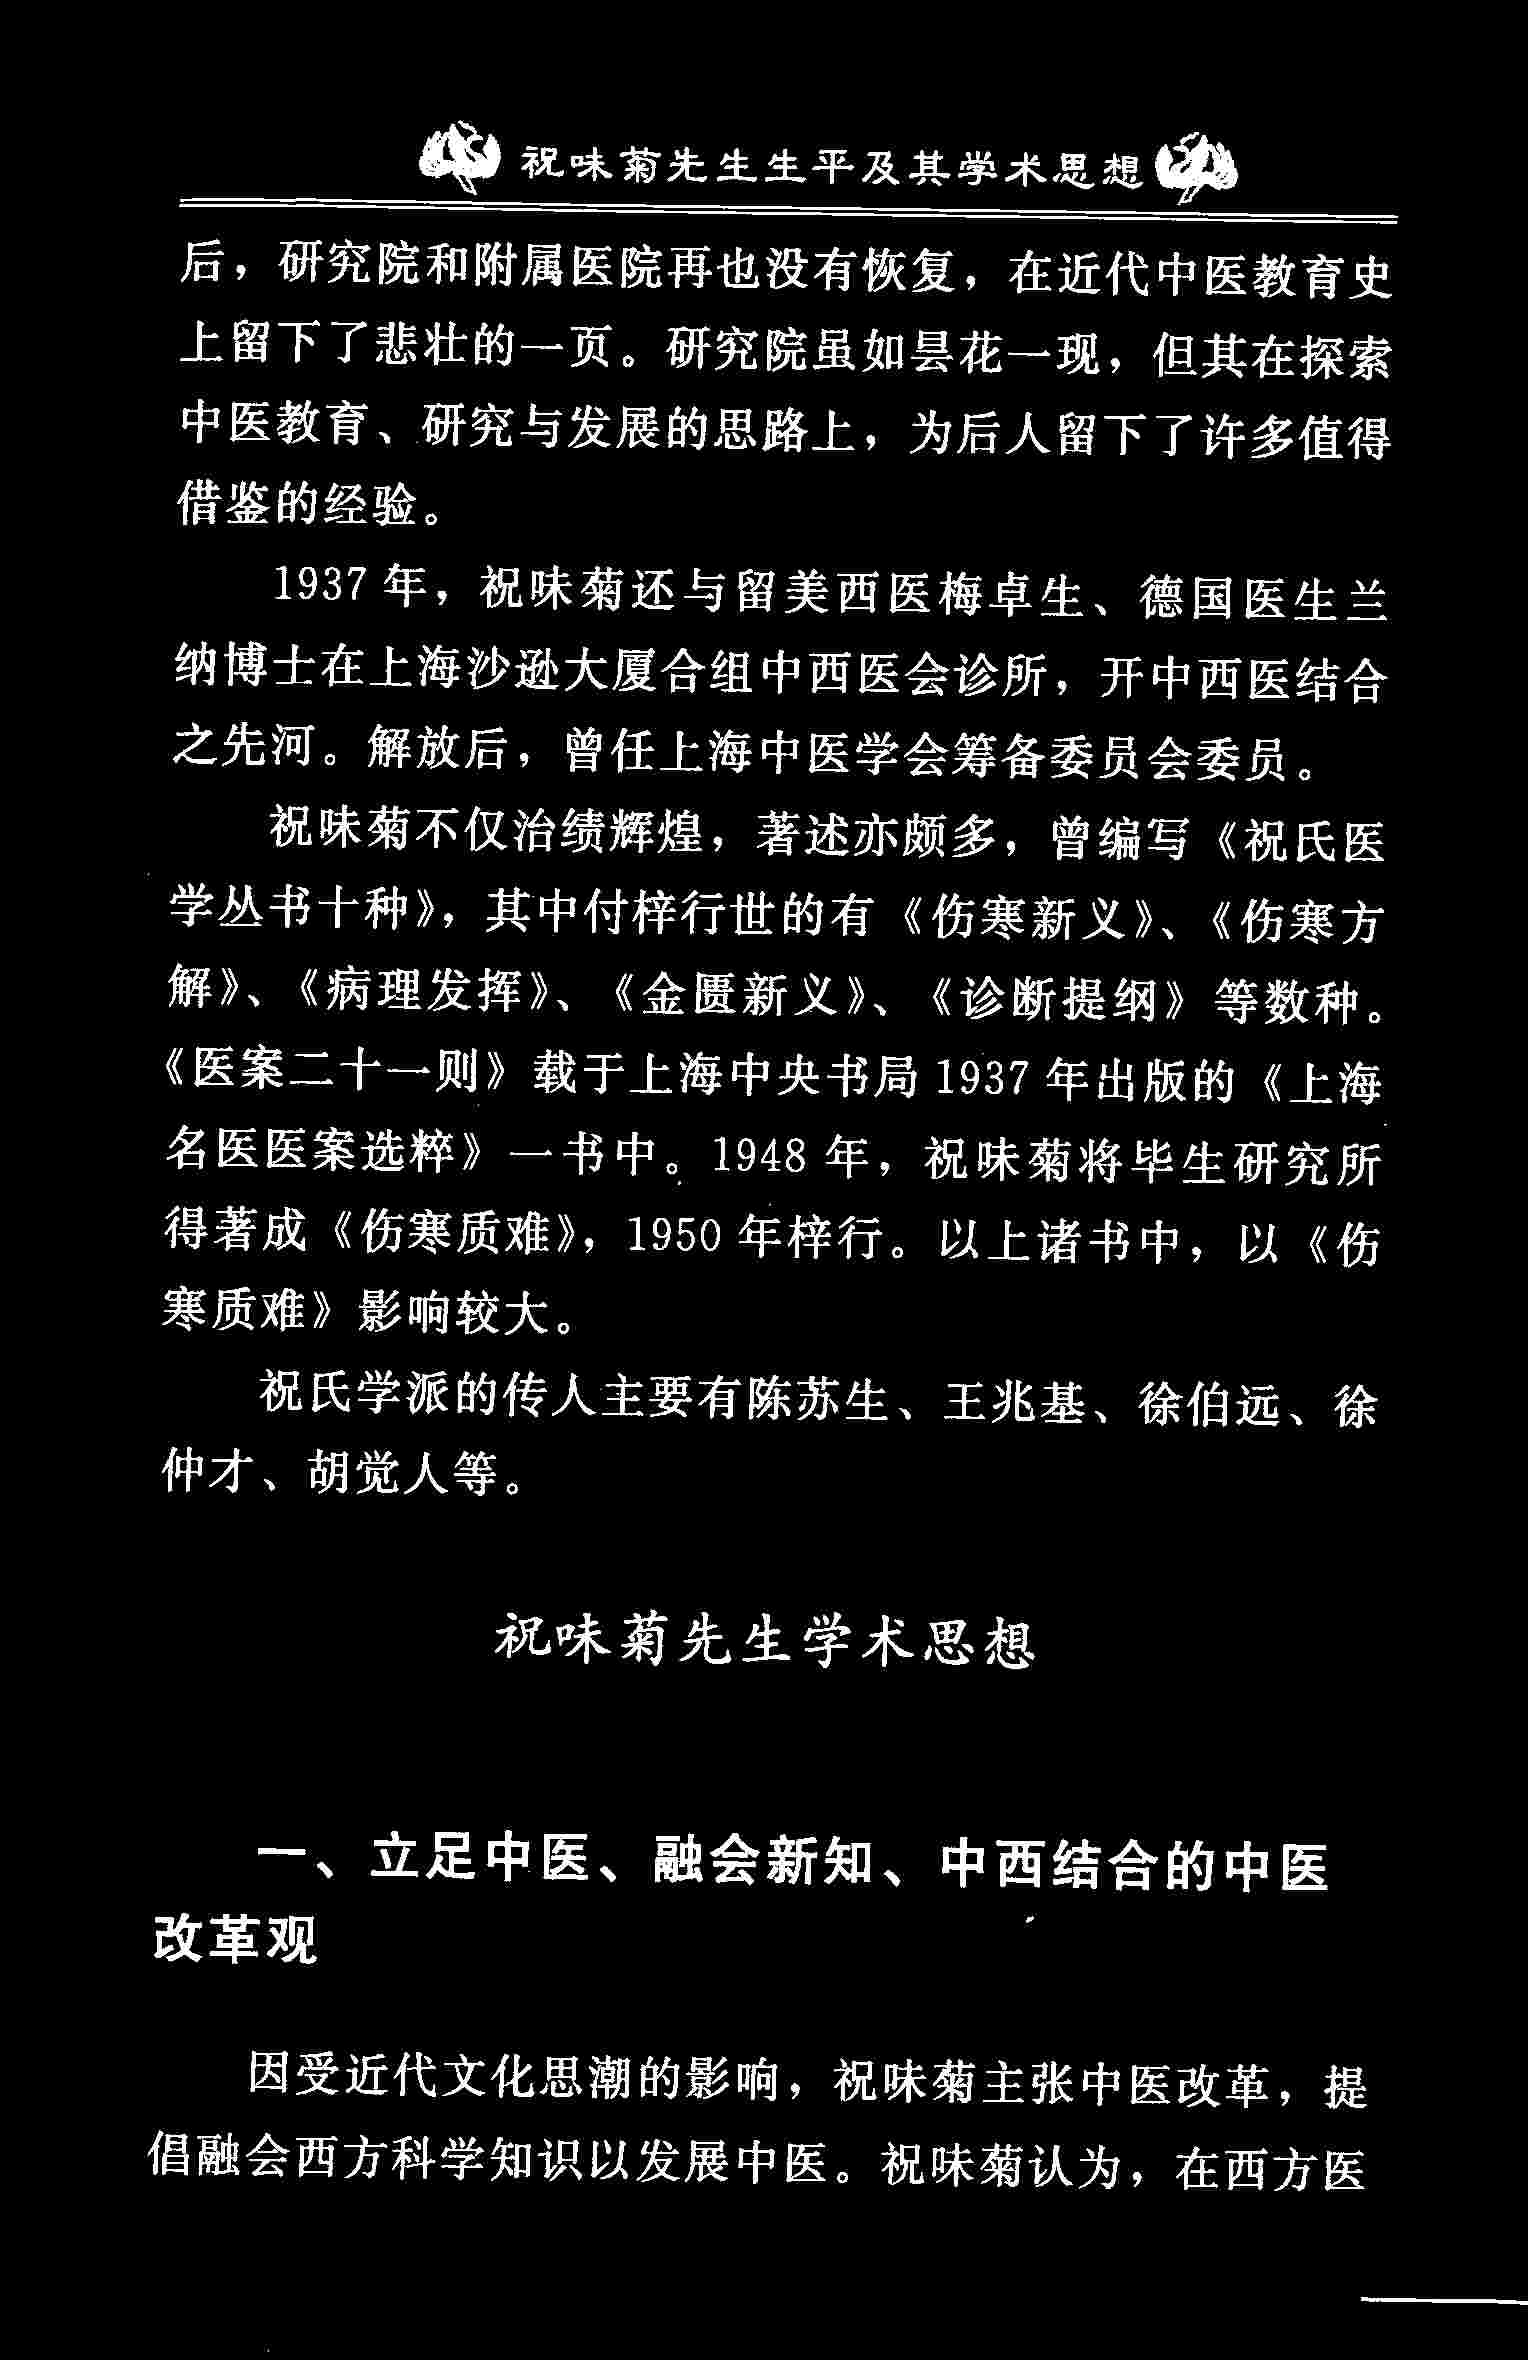 祝味菊先生生平及其学术思想
后，研究院和附属医院再也没有恢复，在近代中医教育史
上留下了悲壮的一页。研究院虽如昙花一现，但其在探索
中医教育、研究与发展的思路上，为后人留下了许多值得
借鉴的经验。
1937 年，祝味菊还与留美西医梅卓生、德国医生兰
纳博士在上海沙逊大厦合组中西医会诊所，开中西医结合
之先河。解放后，曾任上海中医学会筹备委员会委员。
祝味菊不仅治绩辉煌，著述亦颇多，曾编写《祝氏医
学丛书十种》，其中付梓行世的有《伤寒新义》、《伤寒方
解》、《病理发挥》、《金匮新义》、《诊断提纲》等数种。
《医案二十一则》载于上海中央书局 1937 年出版的《上海
名医医案选粹》一书中。1948 年，祝味菊将毕生研究所
得著成《伤寒质难》，1950 年梓行。以上诸书中，以《伤
寒质难》影响较大。
祝氏学派的传人主要有陈苏生、王兆基、徐伯远、徐
仲才、胡觉人等。
祝味菊先生学术思想
一、立足中医、融会新知、中西结合的中医
改革观
因受近代文化思潮的影响，祝味菊主张中医改革，提
倡融会西方科学知识以发展中医。祝味菊认为，在西方医